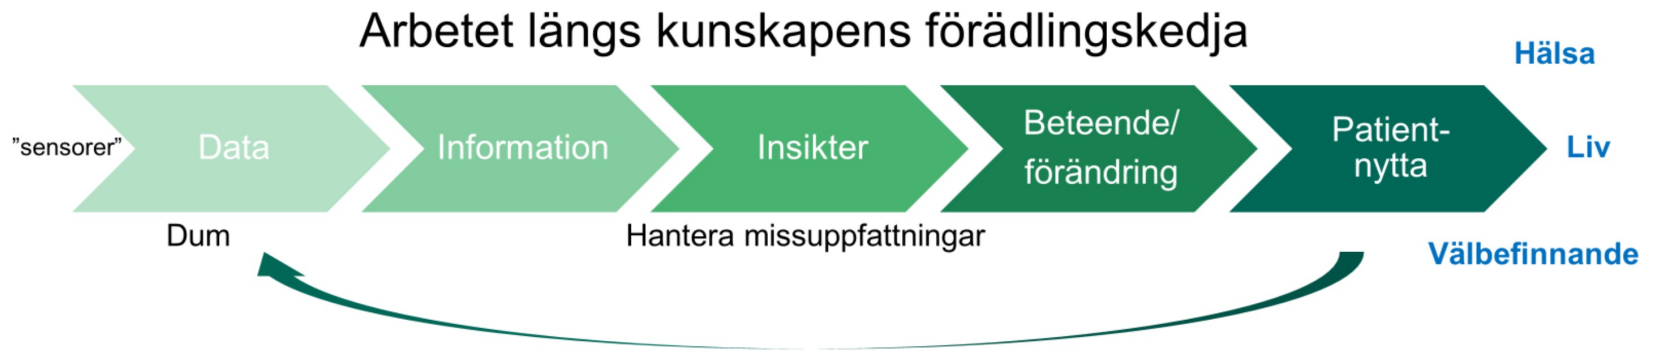 Arbetet längs kunskapens förädlingskedja
Hälsa
”sensorer”
Data
Information
Insikter
Beteende/
förändring
Patient-
nytta
Liv
Dum
Hantera missuppfattningar
Välbefinnande